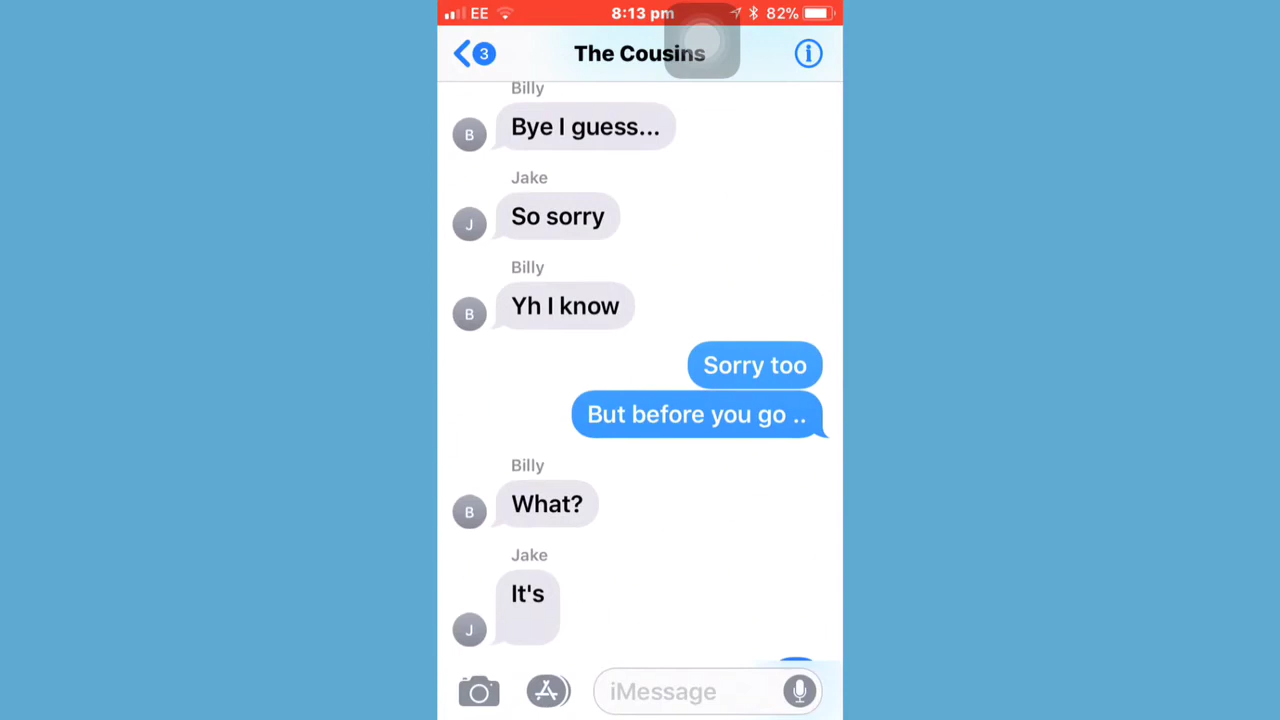 EE 8:13 pm 82%
3 The Cousins
Billy
B Bye I guess...
Jake
J So sorry
Billy
B Yh I know
Sorry too
But before you go ..
Billy
B What?
Jake
It's
J
iMessage